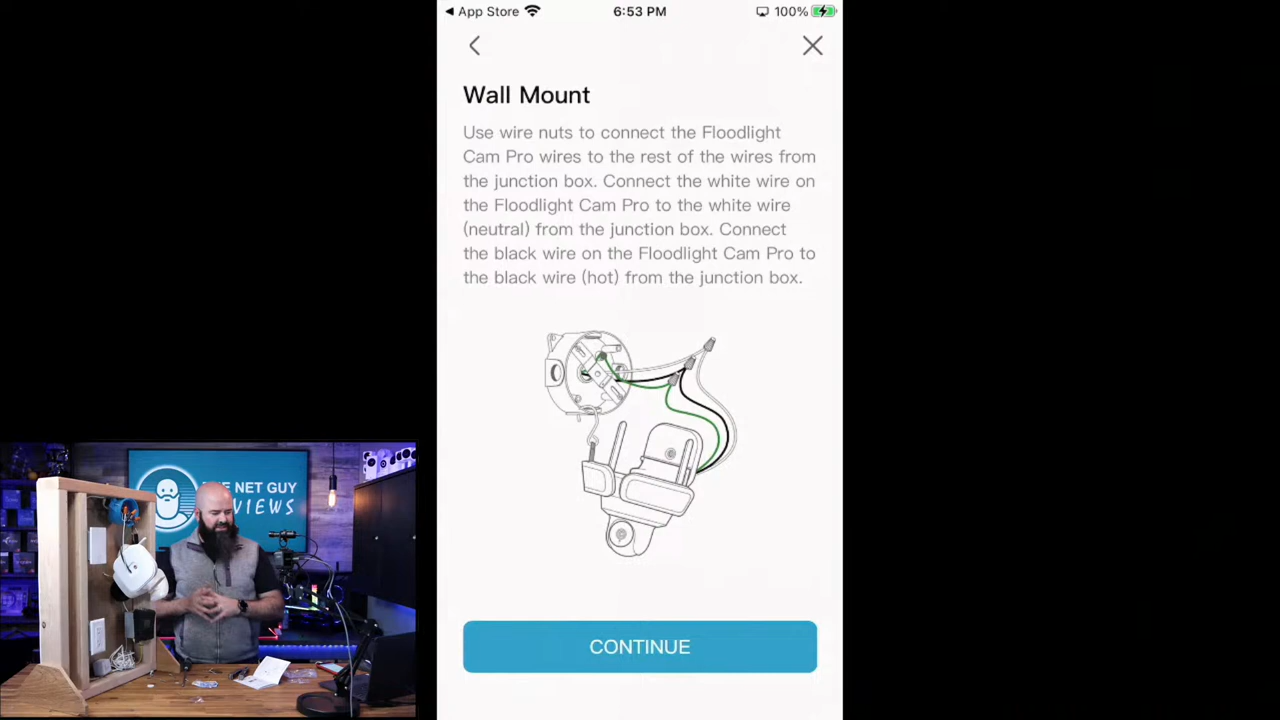 App Store
6:53 PM
100%
Wall Mount
Use wire nuts to connect the Floodlight
Cam Pro wires to the rest of the wires from
the junction box. Connect the white wire on
the Floodlight Cam Pro to the white wire
(neutral) from the junction box. Connect
the black wire on the Floodlight Cam Pro to
the black wire (hot) from the junction box.
CONTINUE
NET GUY